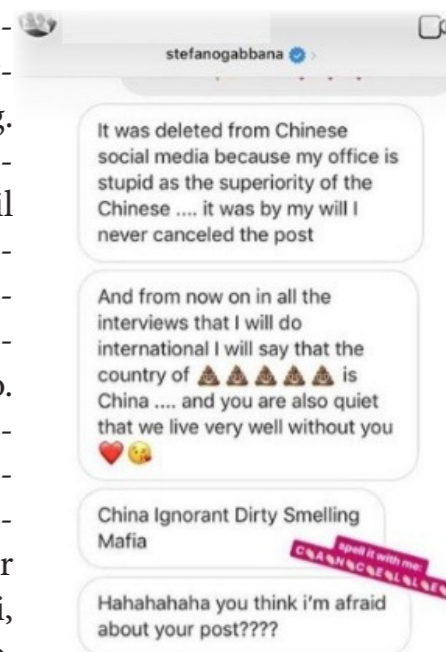 stefanogabbana
It was deleted from Chinese
social media because my office is
stupid as the superiority of the
Chinese .... it was by my will I
never canceled the post
And from now on in all the
interviews that I will do
international I will say that the
country of 💩💩💩💩💩 is
China .... and you are also quiet
that we live very well without you
❤️😘
China Ignorant Dirty Smelling
Mafia
spell it with me:
Hahahahaha you think i'm afraid
about your post????